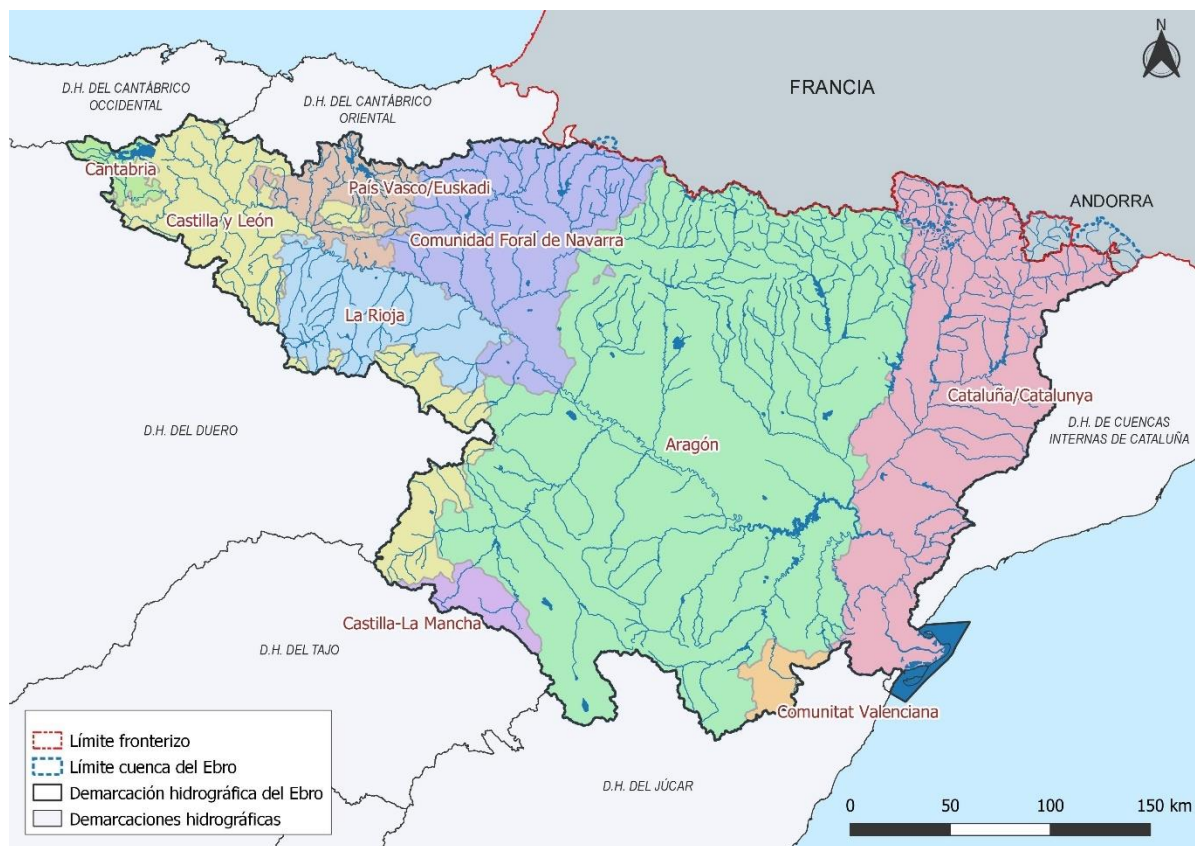 N
D.H. DEL CANTÁBRICO
OCCIDENTAL
D.H. DEL CANTÁBRICO
ORIENTAL
FRANCIA
ANDORRA
Cantabria
País Vasco/Euskadi
Castilla y León
Comunidad Foral de Navarra
La Rioja
Cataluña/Catalunya
D.H. DE CUENCAS
INTERNAS DE CATALUÑA
D.H. DEL DUERO
Aragón
Castilla-La Mancha
D.H. DEL TAJO
Comunitat Valenciana
D.H. DEL JÚCAR
Límite fronterizo
Límite cuenca del Ebro
Demarcación hidrográfica del Ebro
Demarcaciones hidrográficas
0 50 100 150 km